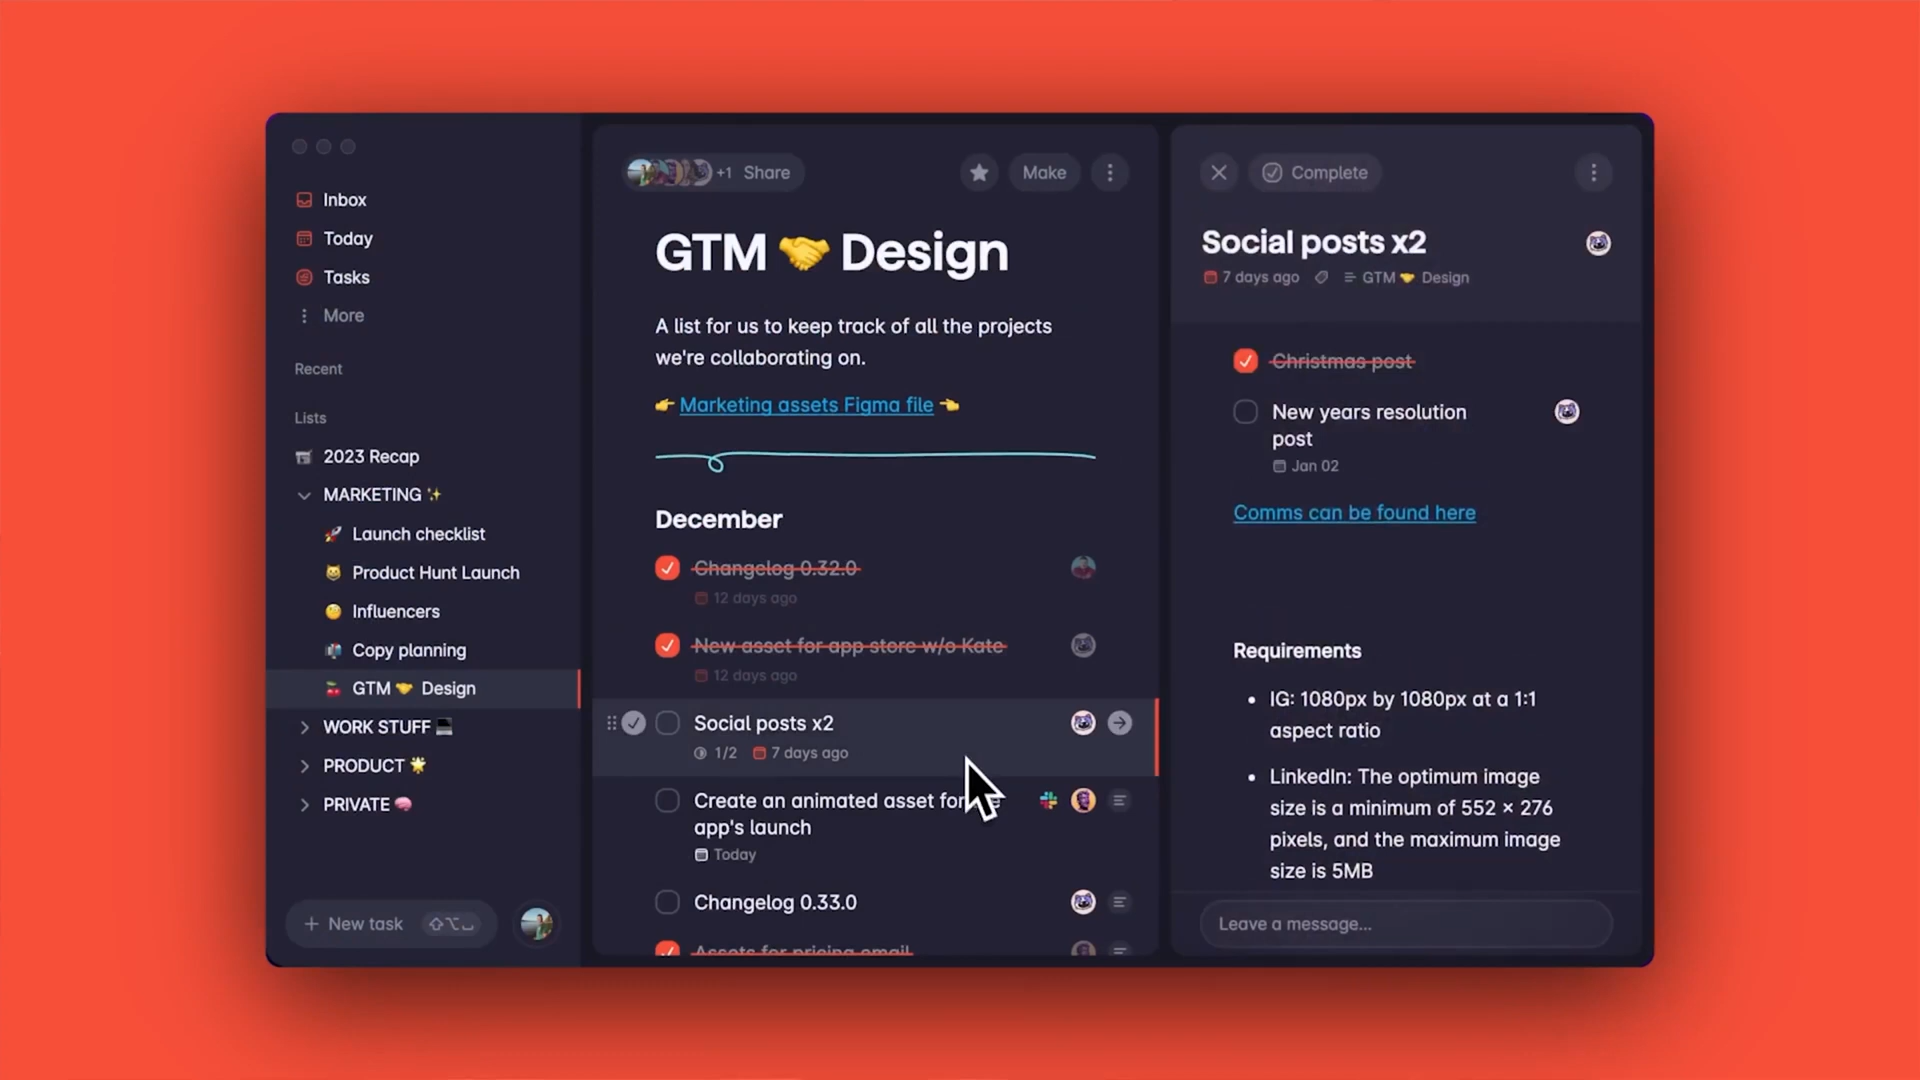 Inbox
Today
Tasks
More
Recent
Lists
2023 Recap
MARKETING ✨
Launch checklist
Product Hunt Launch
Influencers
Copy planning
GTM 🤝 Design
WORK STUFF 💻
PRODUCT 🌟
PRIVATE 🧠
+ New task ⇧⌥⎵
+1 Share
Make
GTM 🤝 Design
A list for us to keep track of all the projects
we're collaborating on.
👉 Marketing assets Figma file 👈
December
Changelog 0.32.0
12 days ago
New asset for app store w/o Kate
12 days ago
Social posts x2
1/2 7 days ago
Create an animated asset for
app's launch
Today
Changelog 0.33.0
Assets for pricing email
Complete
Social posts x2
7 days ago GTM 🤝 Design
Christmas post
New years resolution
post
Jan 02
Comms can be found here
Requirements
• IG: 1080px by 1080px at a 1:1
aspect ratio
• LinkedIn: The optimum image
size is a minimum of 552 × 276
pixels, and the maximum image
size is 5MB
Leave a message...